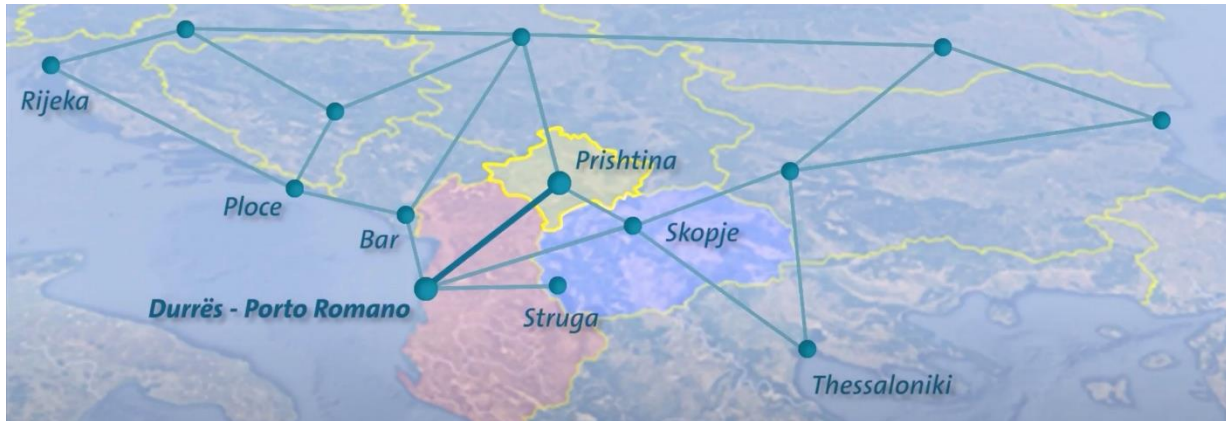 Rijeka
Prishtina
Ploce
Bar
Skopje
Durrës - Porto Romano
Struga
Thessaloniki